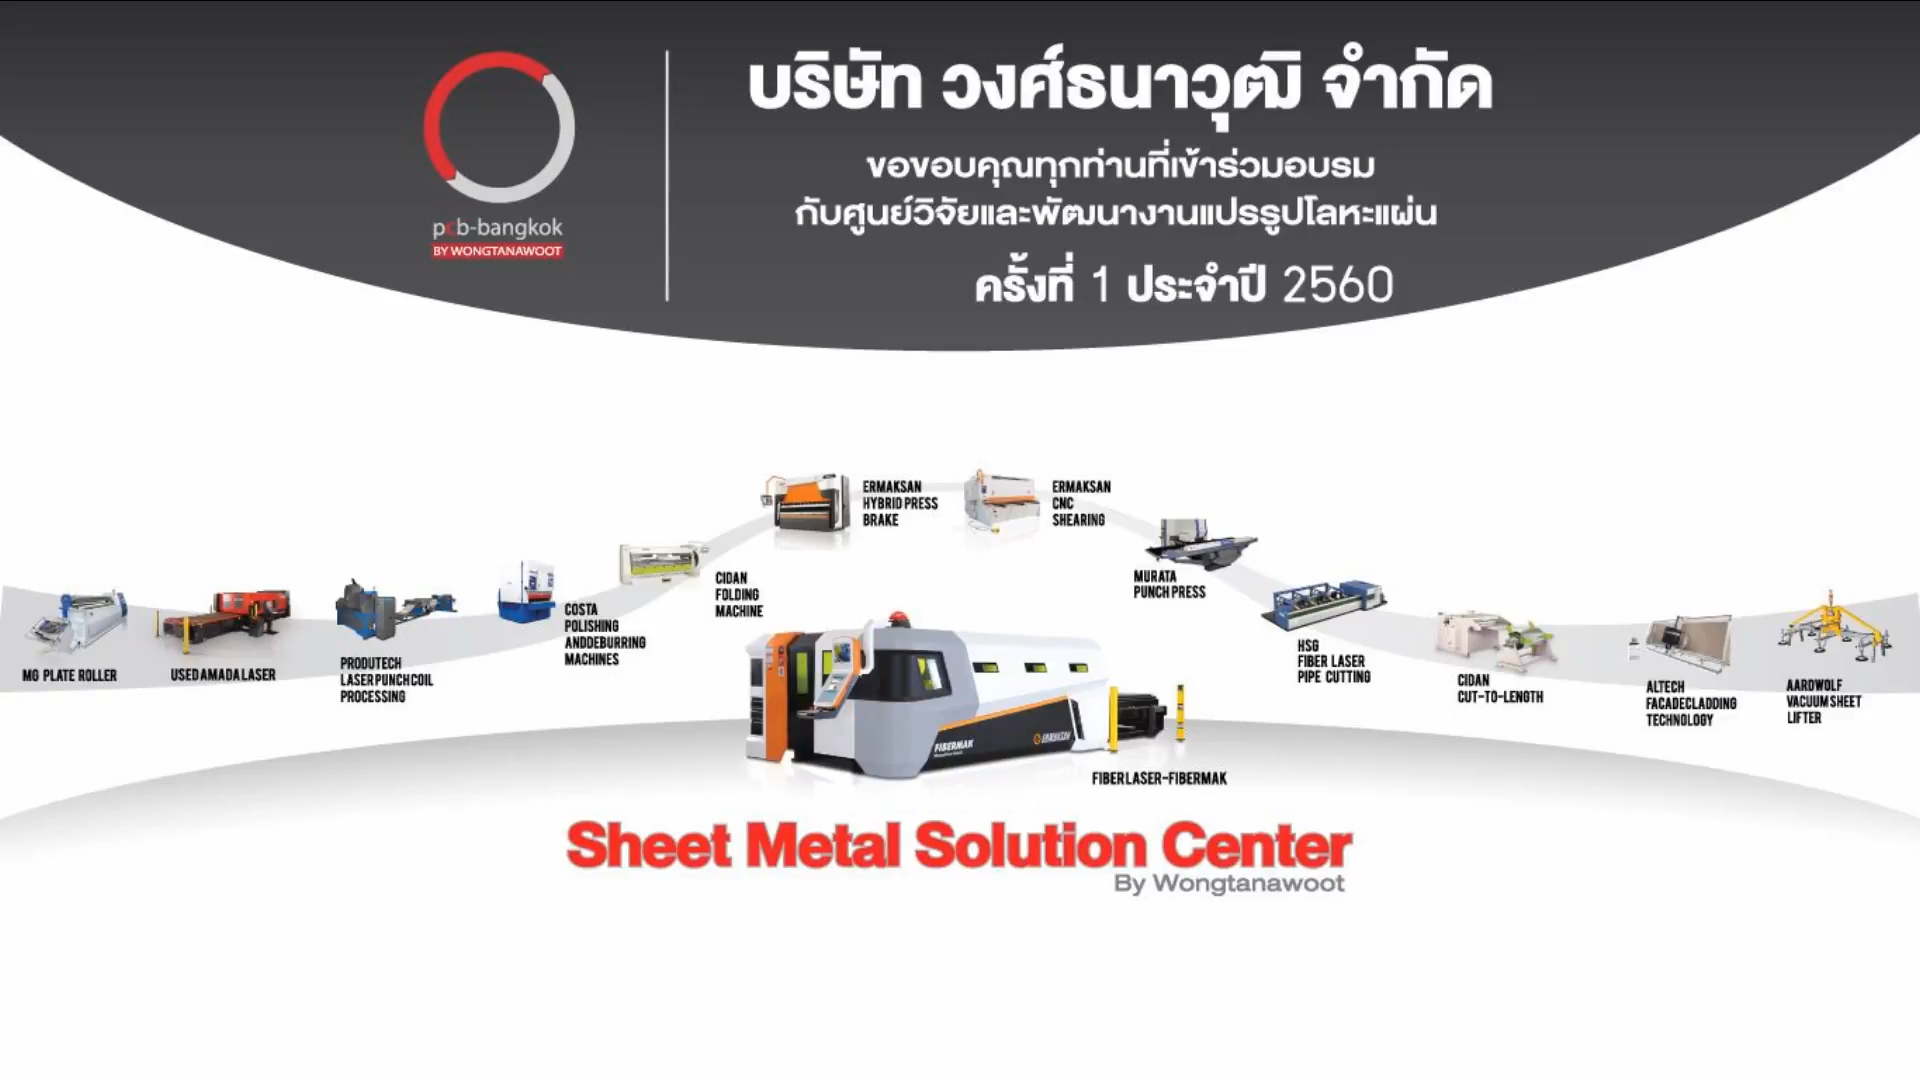 บริษัท วงศ์ธนาวุฒิ จำกัด
ขอขอบคุณทุกท่านที่เข้าร่วมอบรม
กับศูนย์วิจัยและพัฒนางานแปรรูปโลหะแผ่น
ครั้งที่ 1 ประจำปี 2560
pcb-bangkok
BY WONGTANAWOOT
ERMAKSAN
HYBRID PRESS
BRAKE
ERMAKSAN
CNC
SHEARING
CIDAN
FOLDING
MACHINE
MURATA
PUNCH PRESS
COSTA
POLISHING
ANDDEBURRING
MACHINES
HSG
FIBER LASER
PIPE CUTTING
MG PLATE ROLLER
USED AMADA LASER
PRODUTECH
LASER PUNCH COIL
PROCESSING
CIDAN
CUT-TO-LENGTH
ALTECH
FACADECLADDING
TECHNOLOGY
AARDWOLF
VACUUM SHEET
LIFTER
FIBERMAK
ERMAKSAN
FIBERLASER-FIBERMAK
Sheet Metal Solution Center
By Wongtanawoot